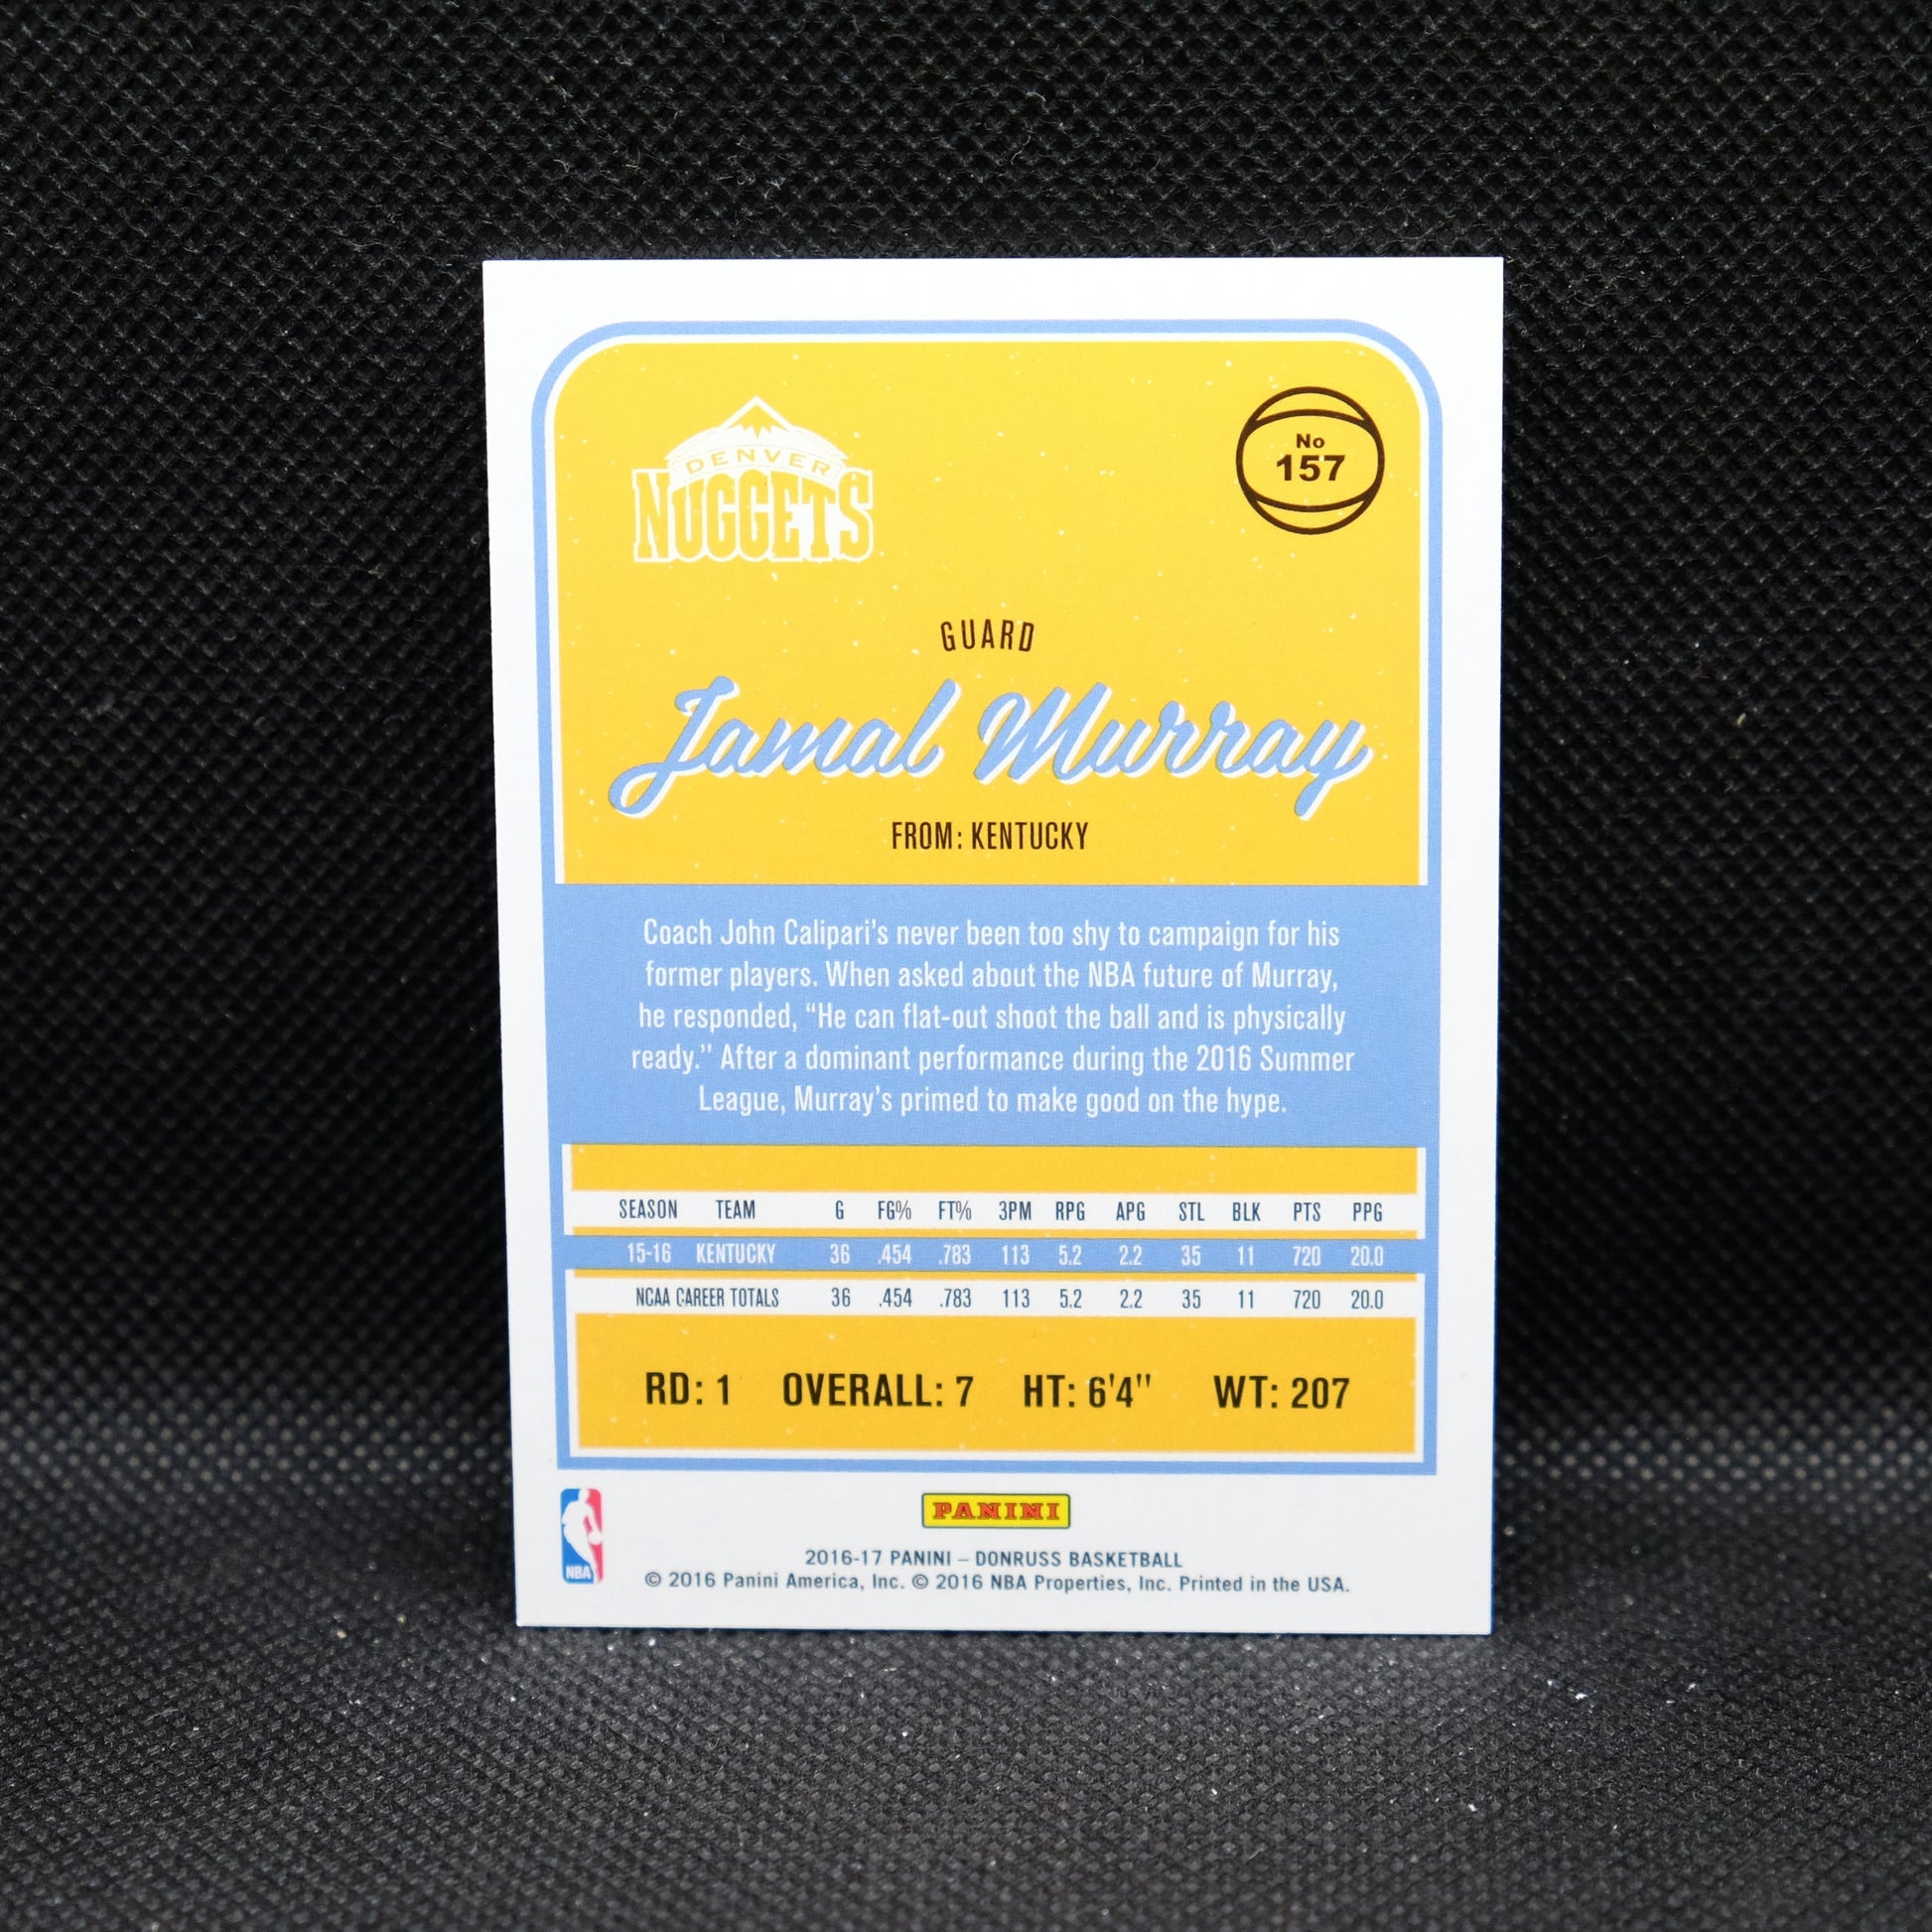 DENVER
NUGGETS
No
157
GUARD
Jamal Murray
FROM: KENTUCKY
Coach John Calipari's never been too shy to campaign for his
former players. When asked about the NBA future of Murray,
he responded, “He can flat-out shoot the ball and is physically
ready.” After a dominant performance during the 2016 Summer
League, Murray's primed to make good on the hype.
SEASON TEAM G FG% FT% 3PM RPG APG STL BLK PTS PPG
15-16 KENTUCKY 36 .454 .783 113 5.2 2.2 35 11 720 20.0
NCAA CAREER TOTALS 36 .454 .783 113 5.2 2.2 35 11 720 20.0
RD: 1 OVERALL: 7 HT: 6'4" WT: 207
NBA
PANINI
2016-17 PANINI – DONRUSS BASKETBALL
© 2016 Panini America, Inc. © 2016 NBA Properties, Inc. Printed in the USA.